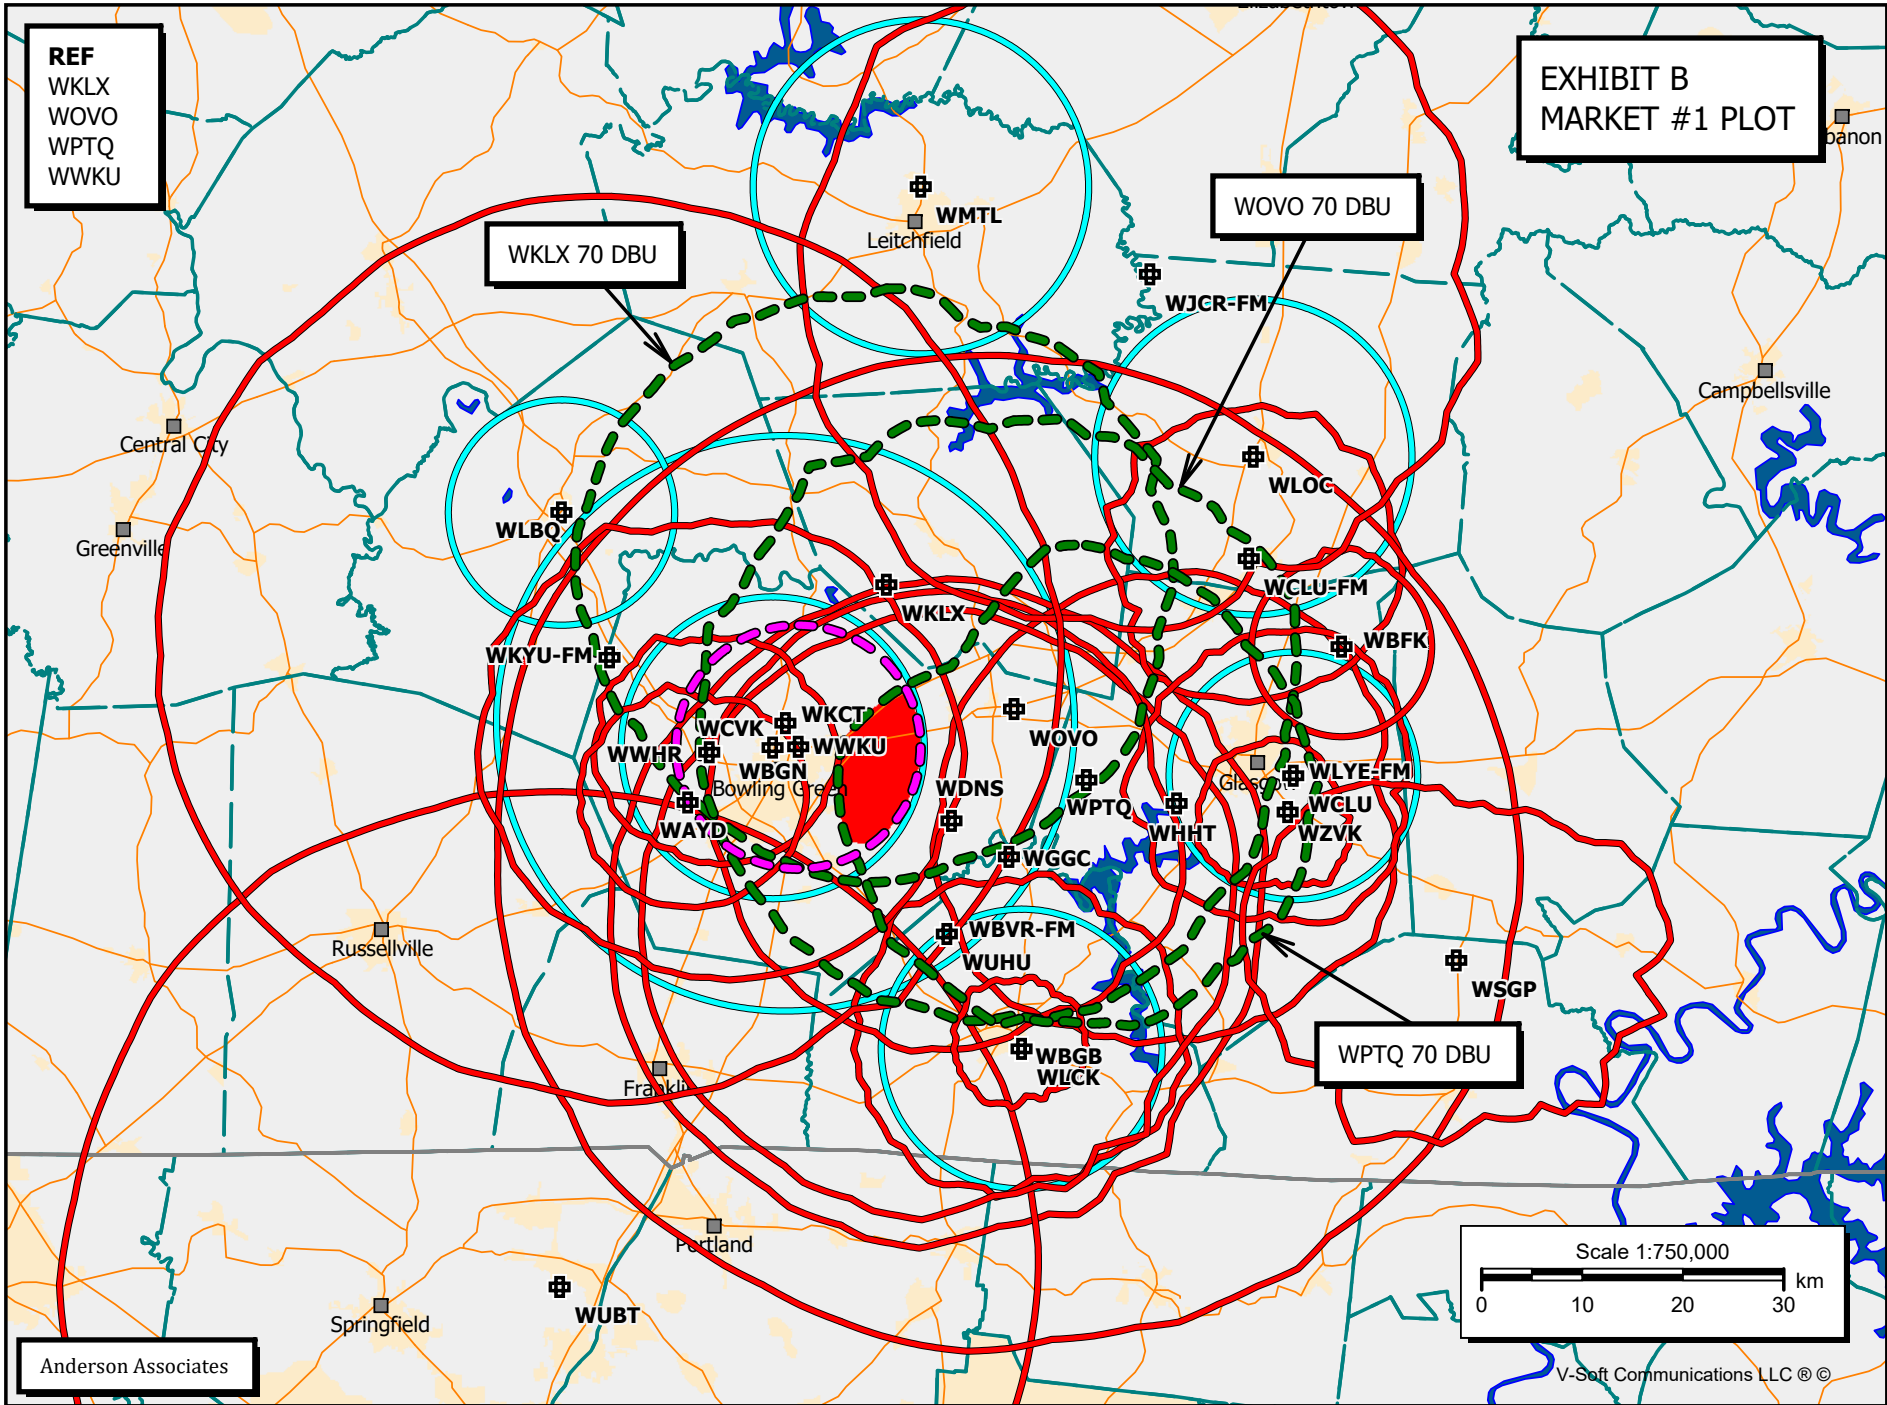 REF
WKLX
WOVO
WPTQ
WWKU
EXHIBIT B
MARKET #1 PLOT
WMTL
Leitchfield
WOVO 70 DBU
WKLX 70 DBU
WJCR-FM
Campbellsville
Central City
WLOC
WLBQ
Greenville
WCLU-FM
WKLX
WBFK
WKYU-FM
WKCT
WCVK
WOVO
WWHR
WWKU
WBGN
WLYE-FM
Glasgow
Bowling Green
WDNS
WPTQ
WCLU
WAYD
WHHT
WZVK
WGGC
WBVR-FM
Russellville
WUHU
WSGP
WPTQ 70 DBU
WBGB
WLCK
Franklin
Portland
Scale 1:750,000
km
0 10 20 30
WUBT
Springfield
Anderson Associates
V-Soft Communications LLC ® ©